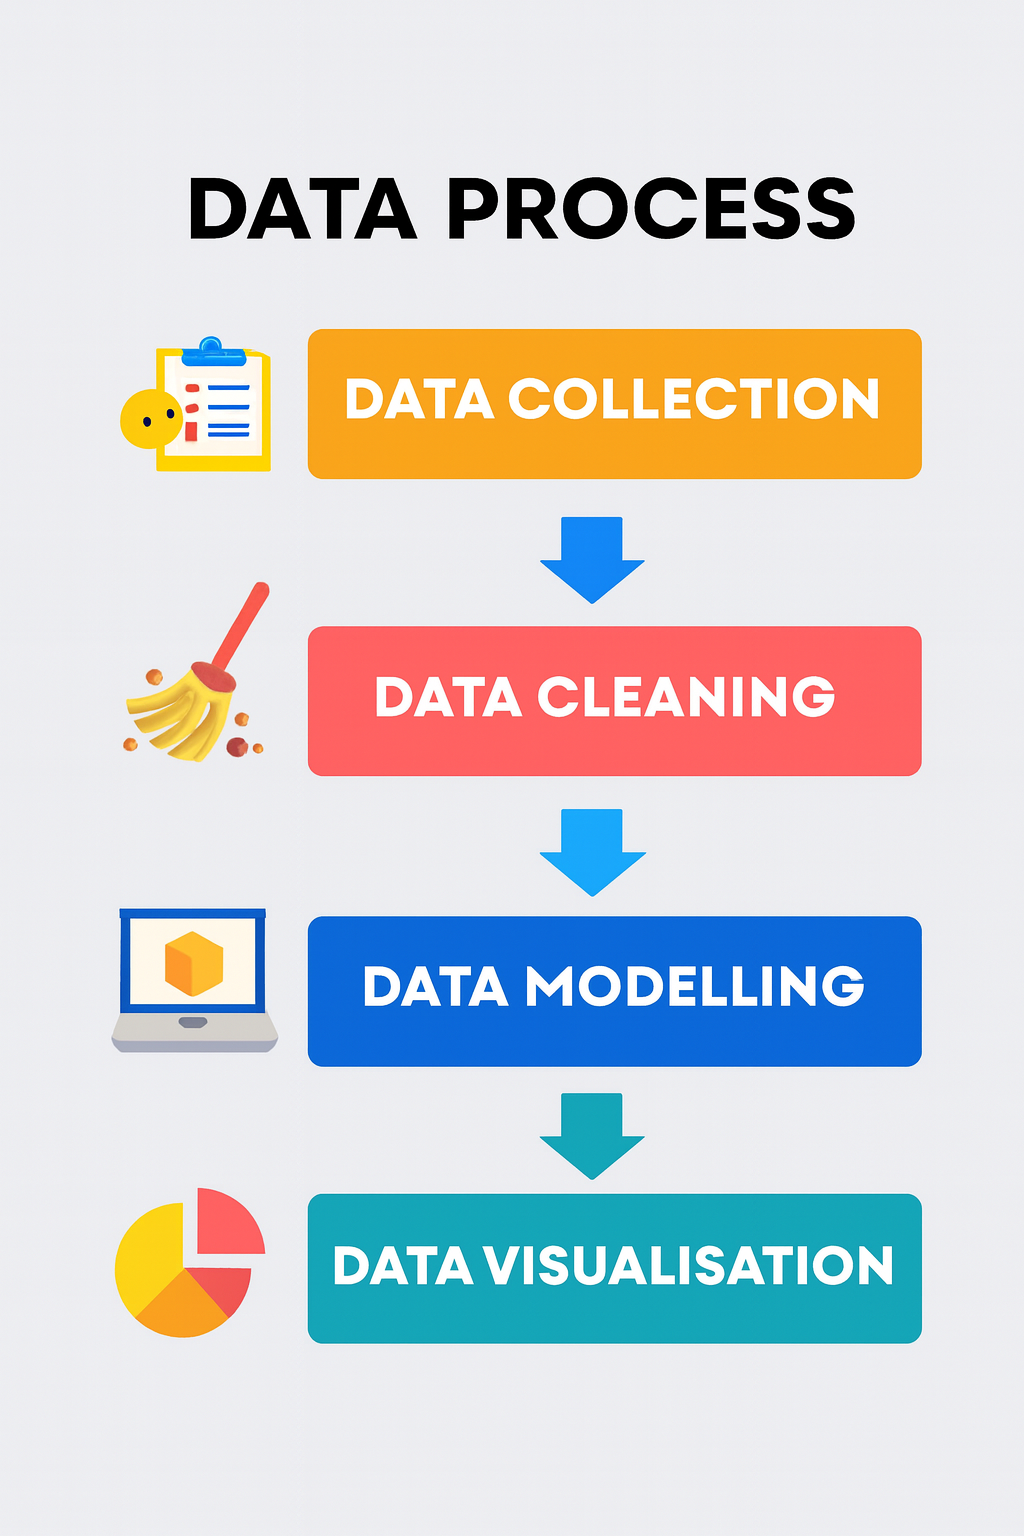 DATA PROCESS
DATA COLLECTION
DATA CLEANING
DATA MODELLING
DATA VISUALISATION